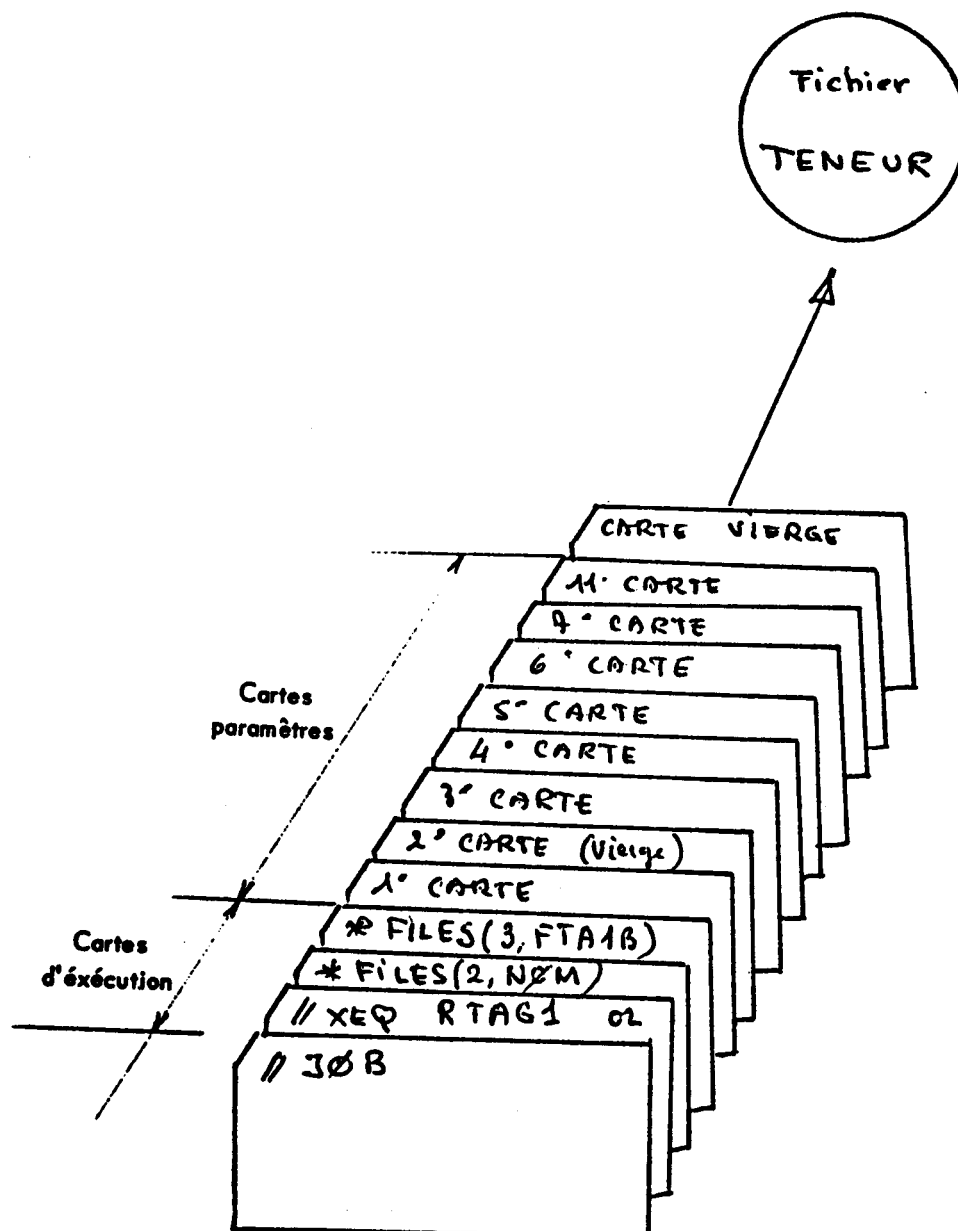 Fichier
TENEUR
CARTE VIERGE
11° CARTE
7° CARTE
6° CARTE
5° CARTE
4° CARTE
3° CARTE
2° CARTE (Vierge)
1° CARTE
* FILES(3, FTA1B)
* FILES(2, NØM)
// XEQ RTAG1 02
// JØB
Cartes
paramètres
Cartes
d'éxécution